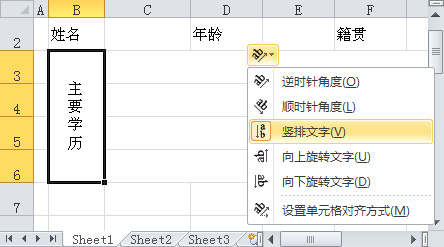 A B C D E F
2 姓名 年龄 籍贯
3
4
5
6
7
主
要
学
历
逆时针角度(O)
顺时针角度(L)
竖排文字(V)
向上旋转文字(U)
向下旋转文字(D)
设置单元格对齐方式(M)
Sheet1 Sheet2 Sheet3